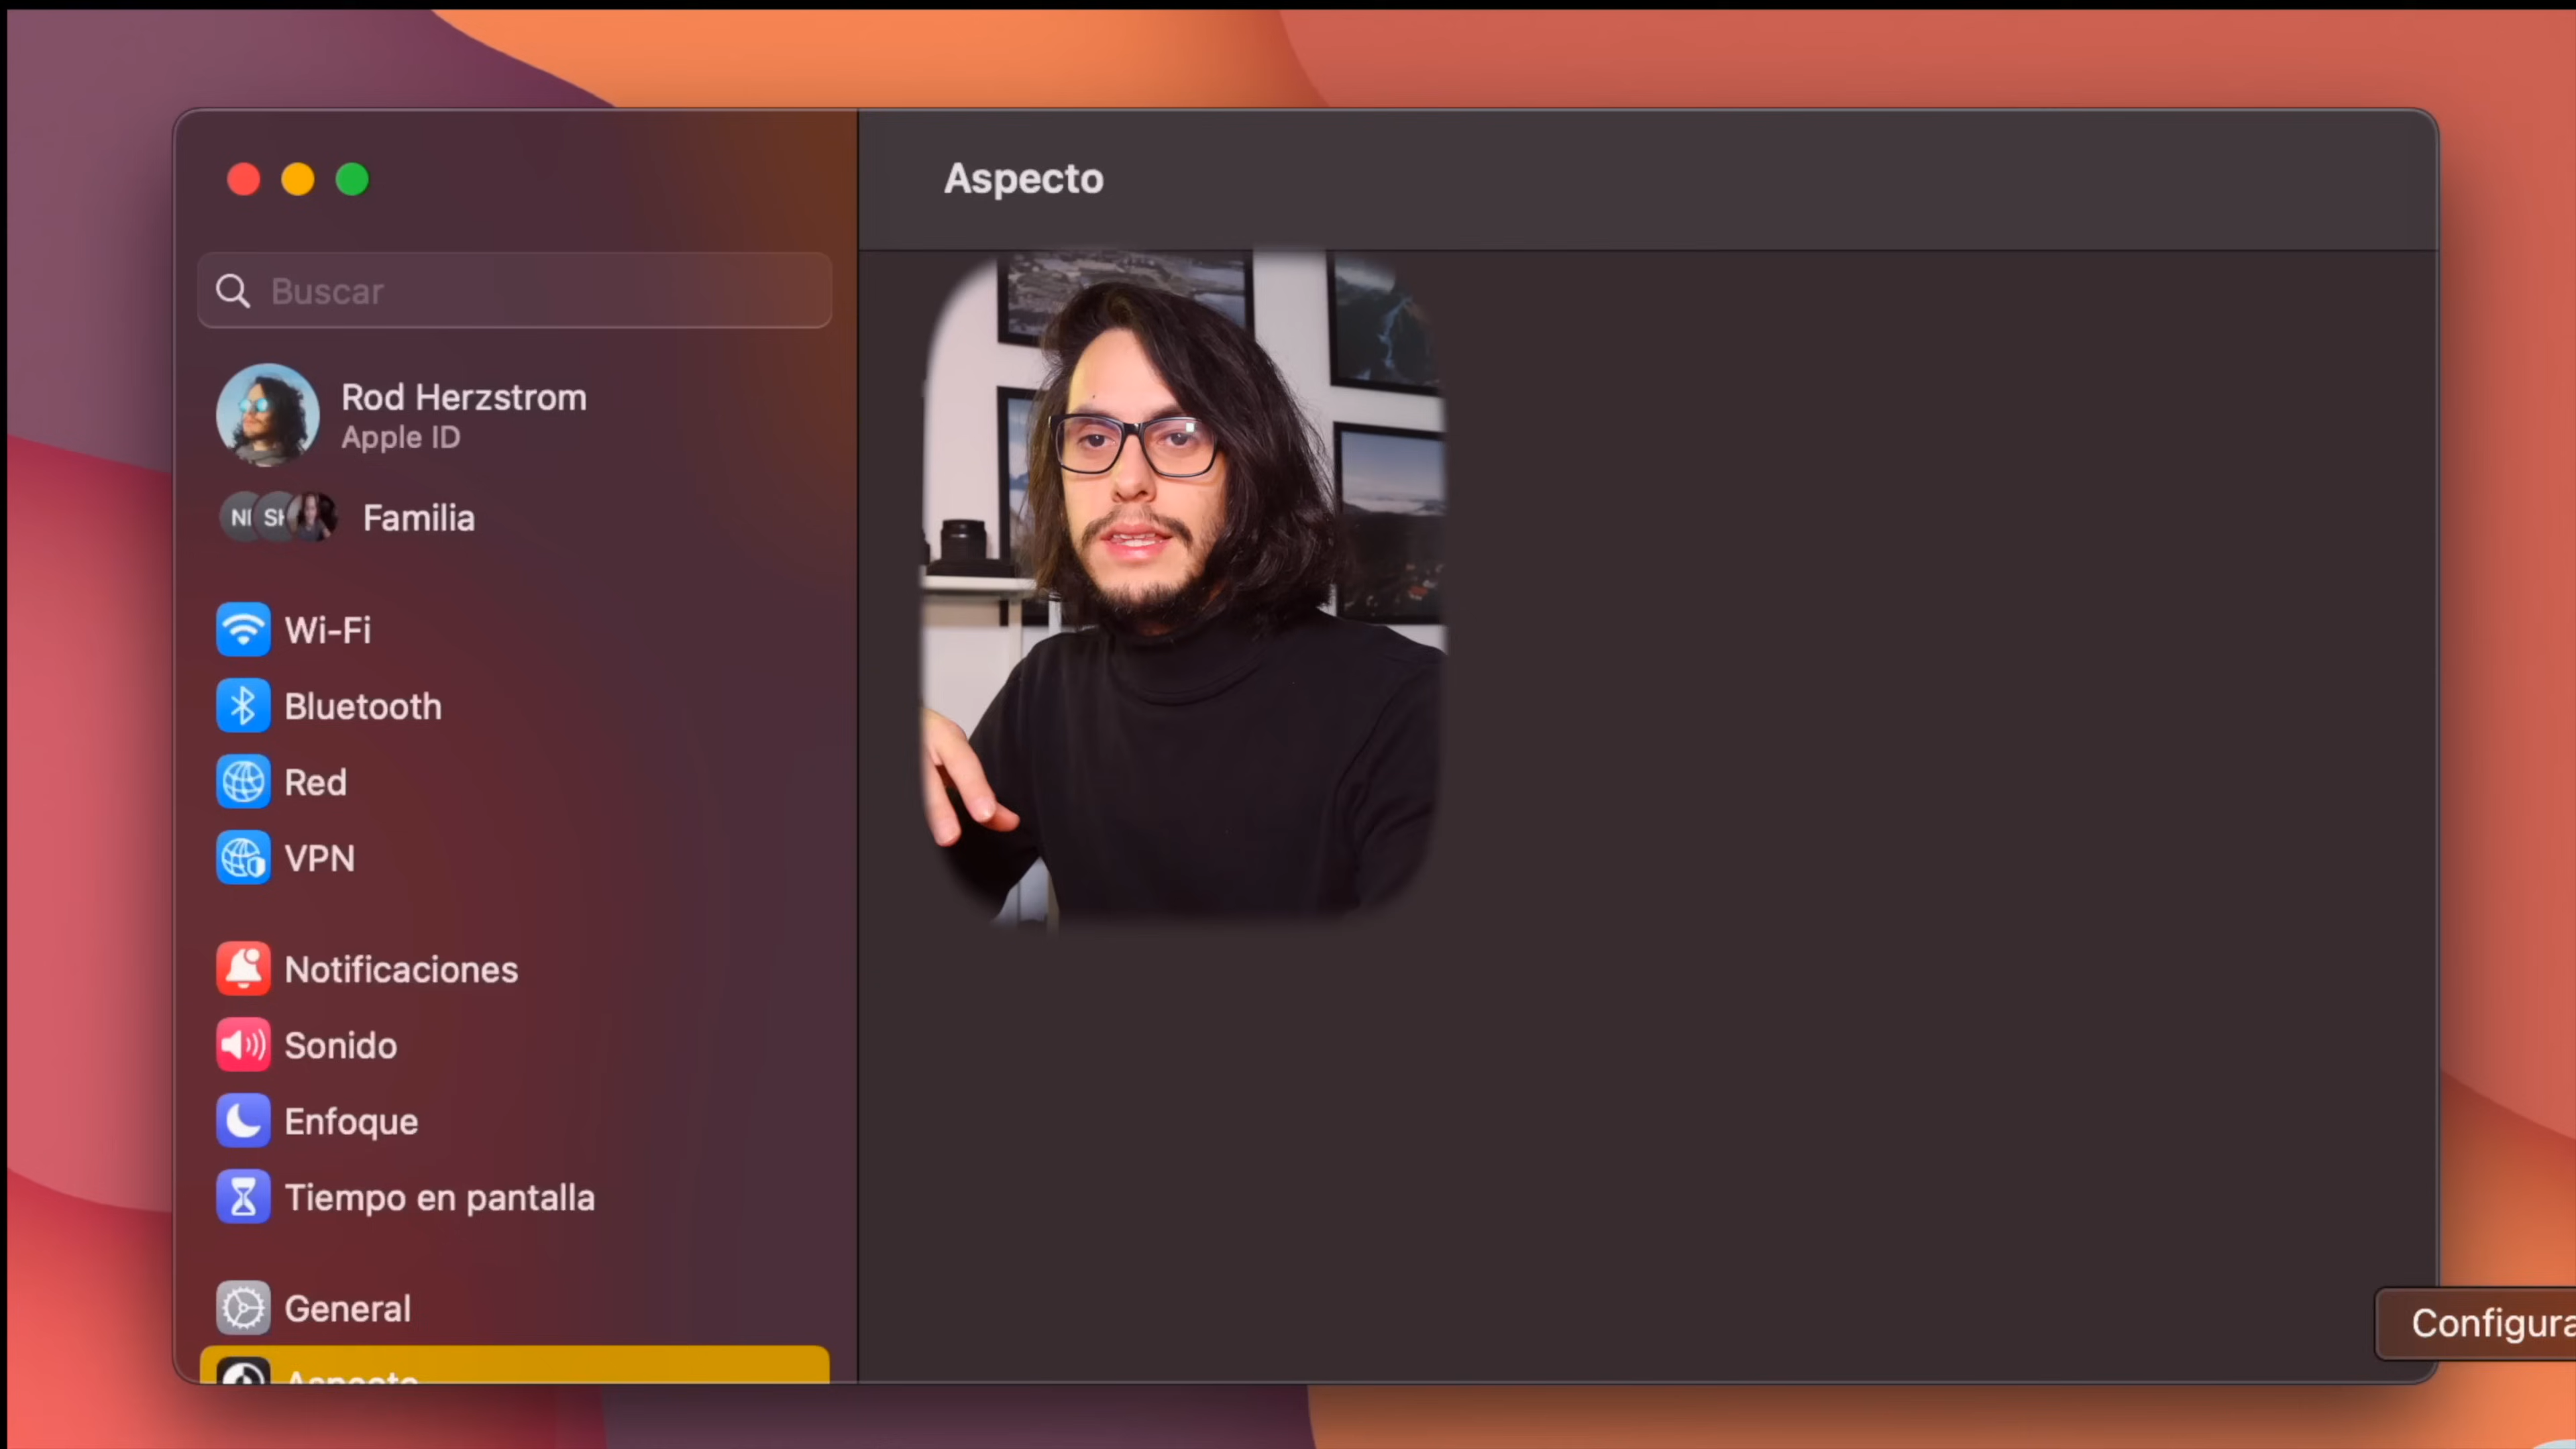 Aspecto
Buscar
Rod Herzstrom
Apple ID
Familia
Wi-Fi
Bluetooth
Red
VPN
Notificaciones
Sonido
Enfoque
Tiempo en pantalla
General
Aspecto